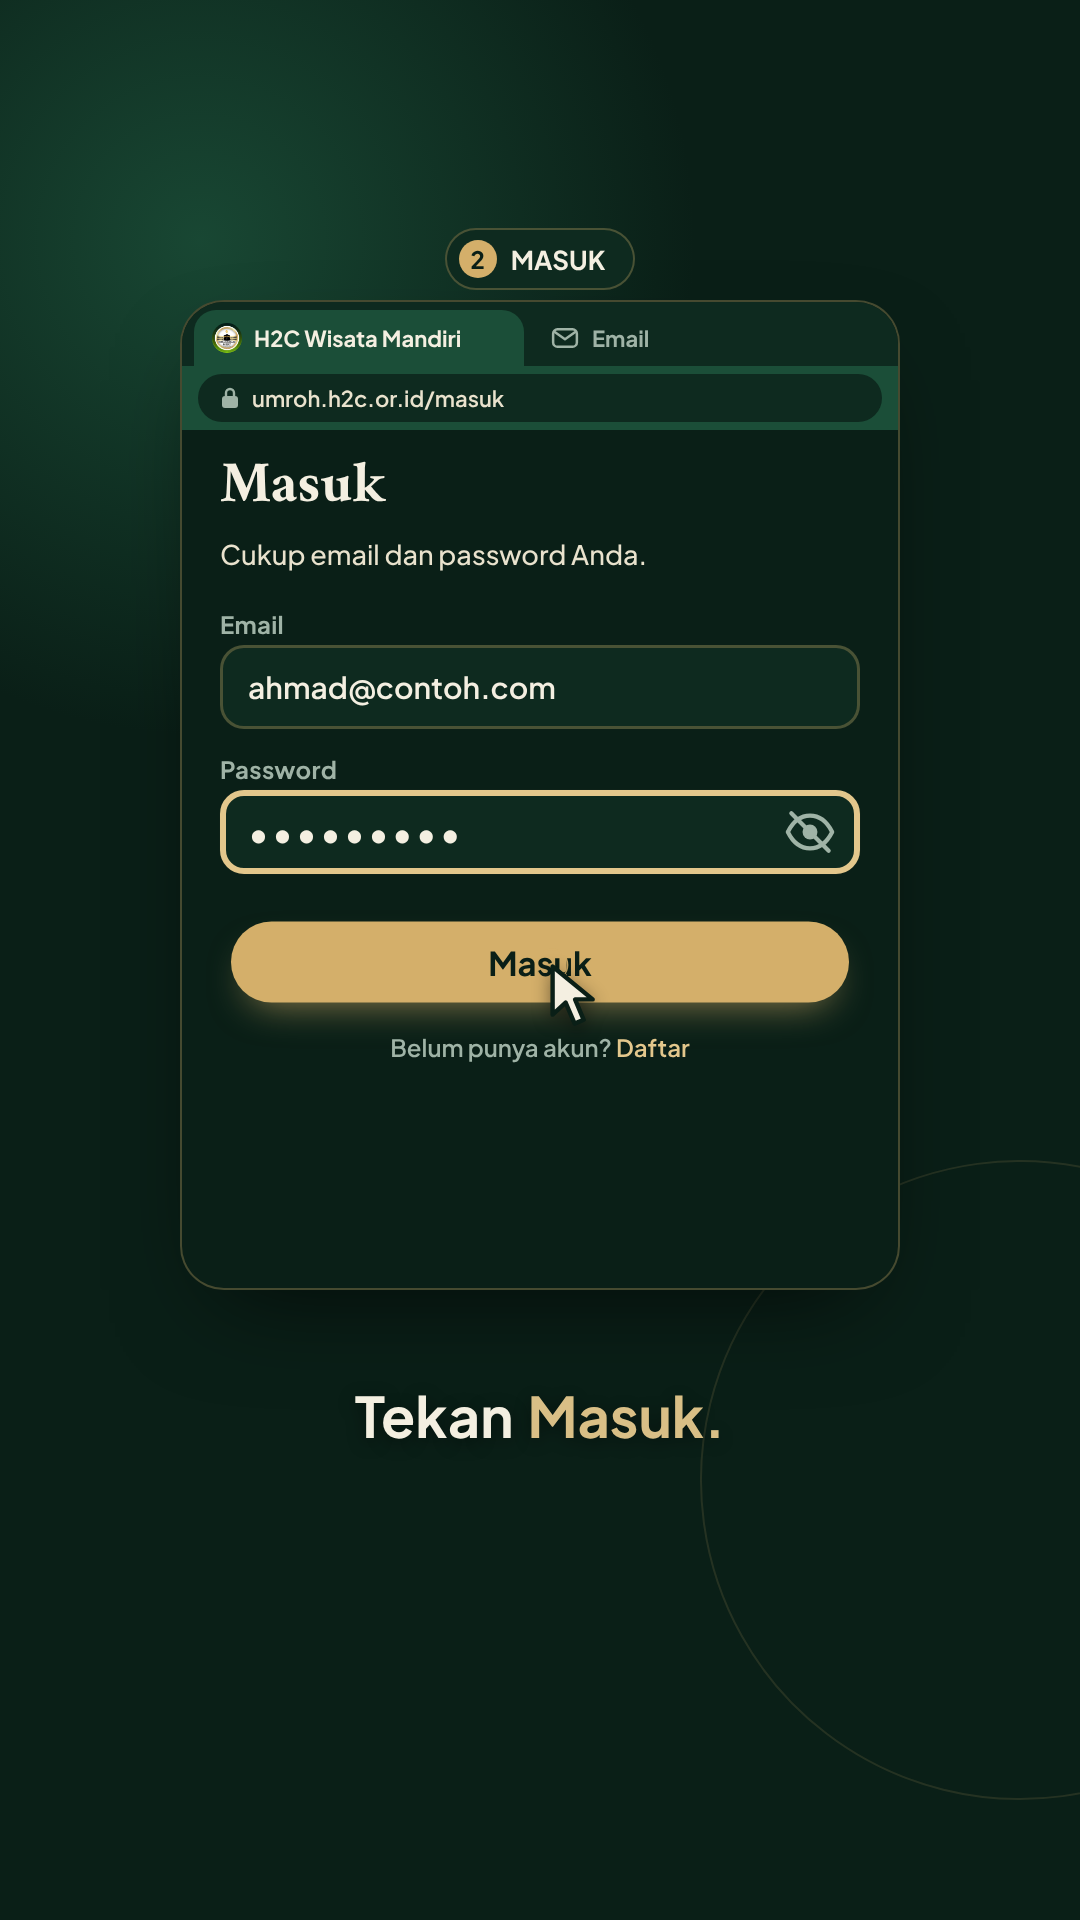 2 MASUK
H2C Wisata Mandiri
Email
umroh.h2c.or.id/masuk
Masuk
Cukup email dan password Anda.
Email
ahmad@contoh.com
Password
•••••••••
Masuk
Belum punya akun? Daftar
Tekan Masuk.